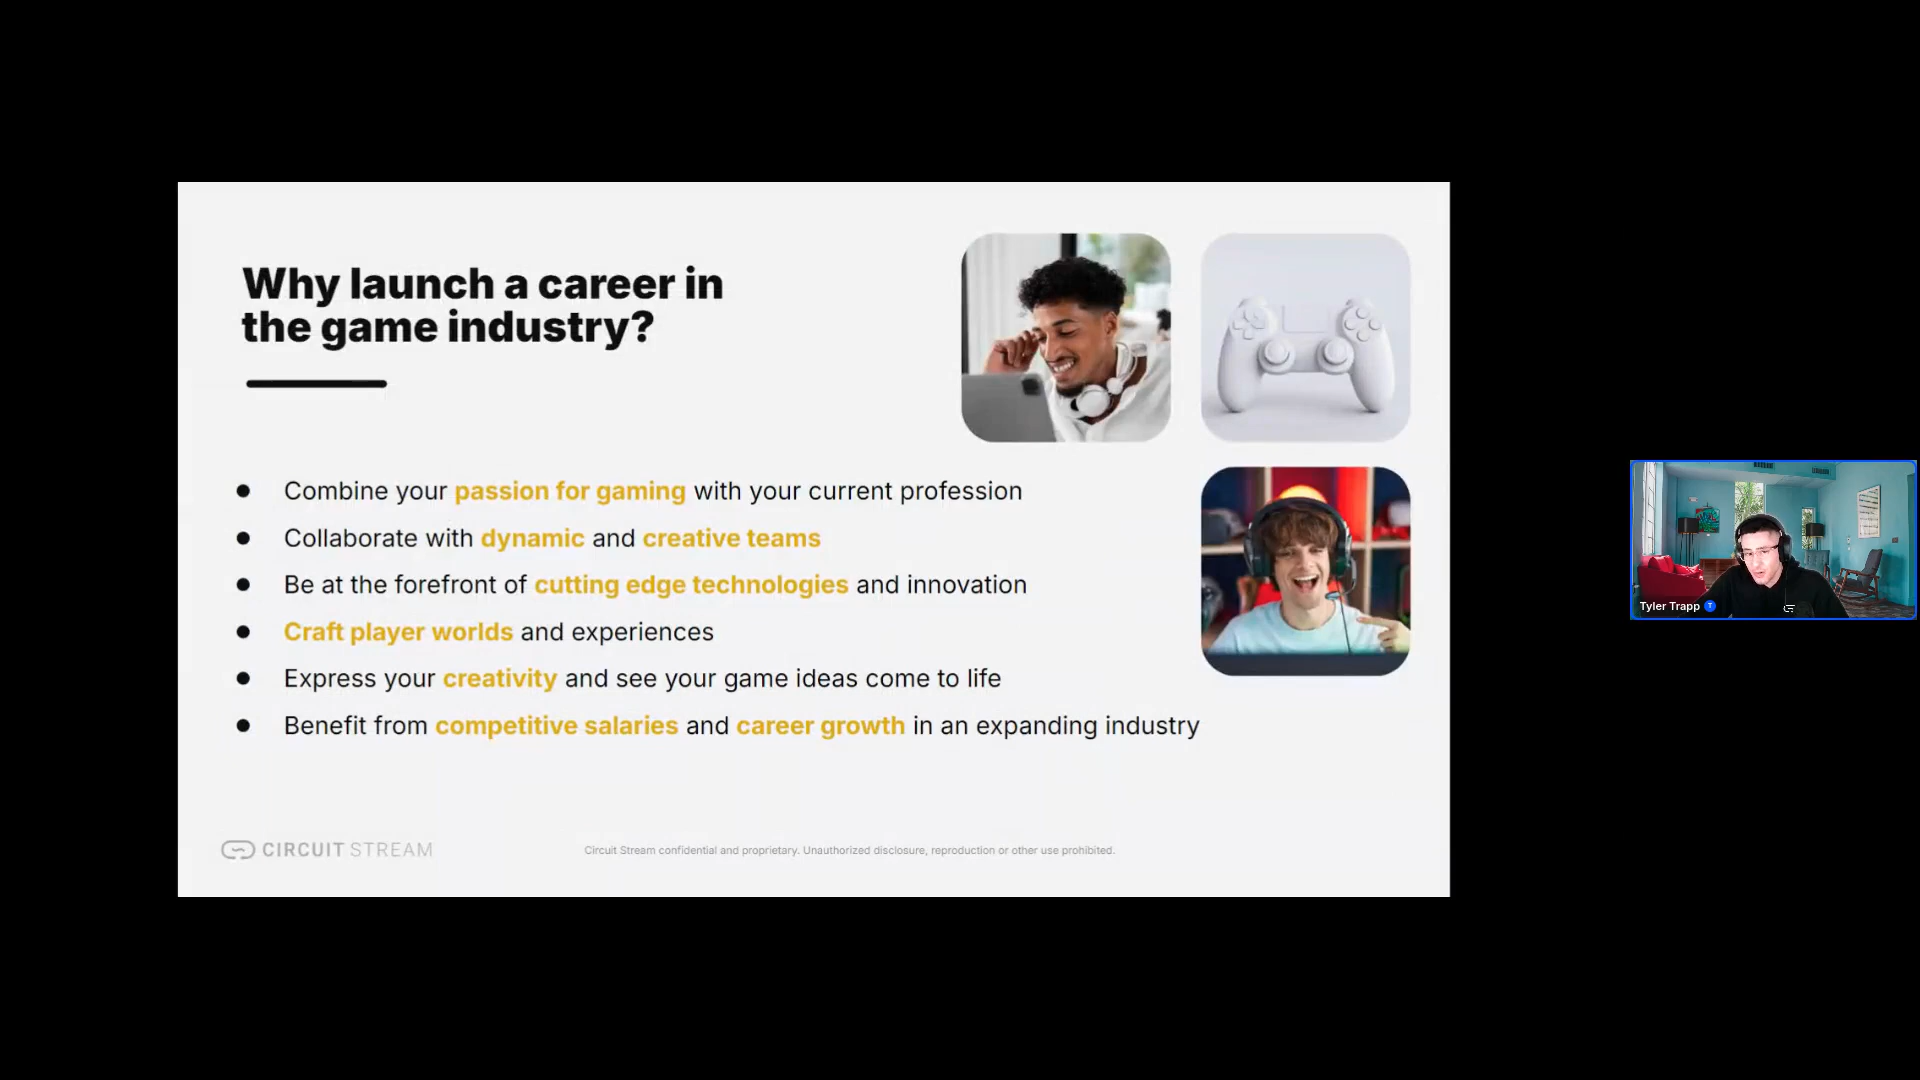 Why launch a career in
the game industry?
● Combine your passion for gaming with your current profession
● Collaborate with dynamic and creative teams
● Be at the forefront of cutting edge technologies and innovation
● Craft player worlds and experiences
● Express your creativity and see your game ideas come to life
● Benefit from competitive salaries and career growth in an expanding industry
CIRCUIT STREAM
Circuit Stream confidential and proprietary. Unauthorized disclosure, reproduction or other use prohibited.
Tyler Trapp T